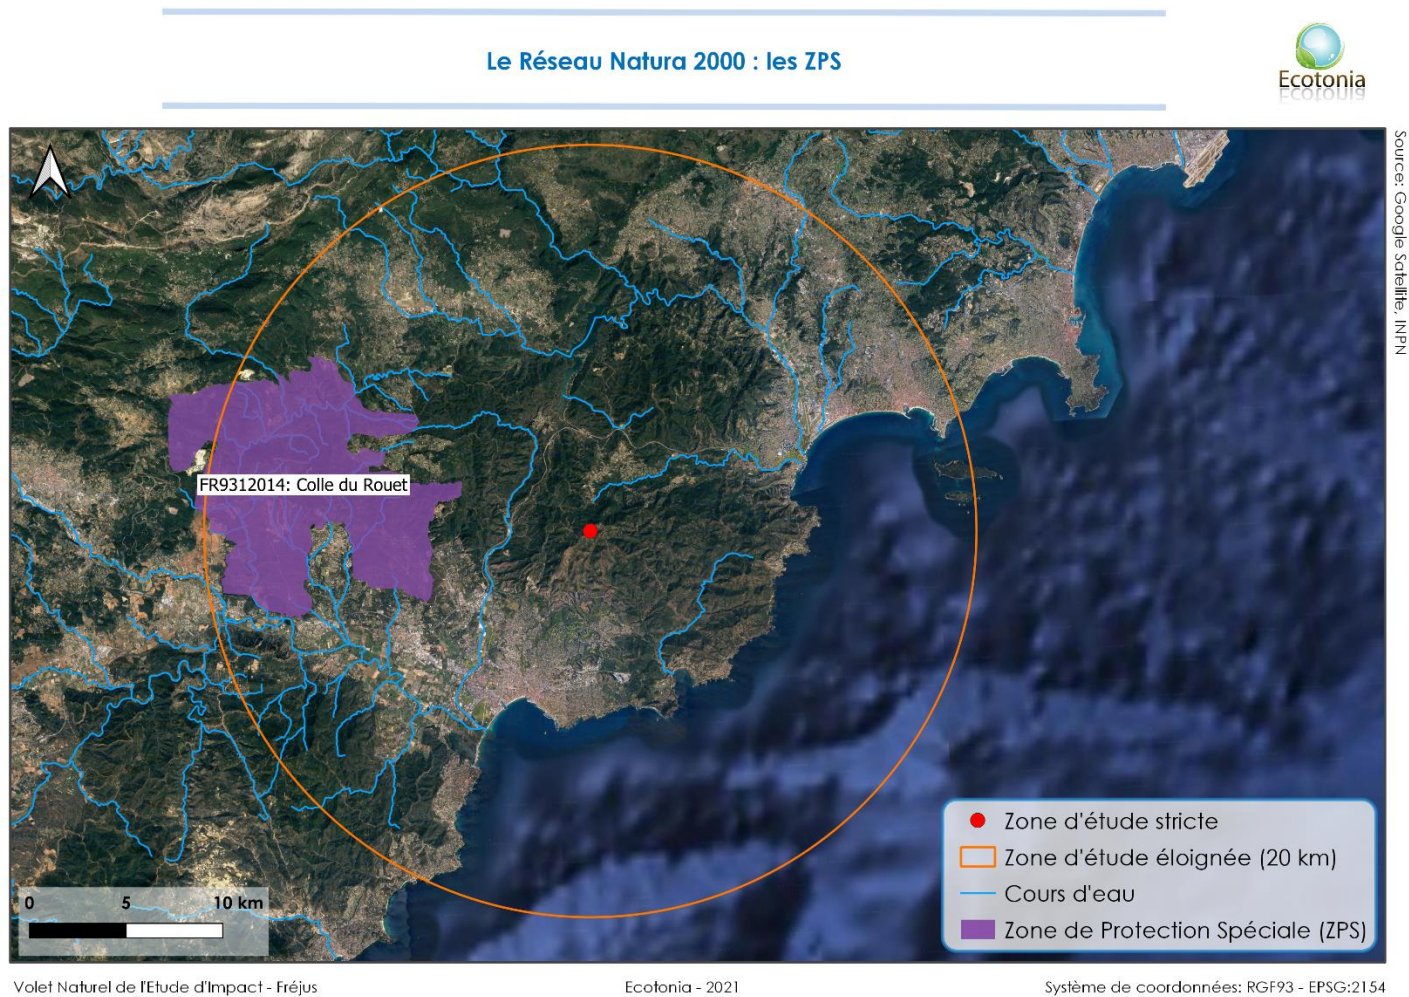 Le Réseau Natura 2000 : les ZPS
Ecotonia
Source: Google Satellite, INPN
FR9312014: Colle du Rouet
Zone d'étude stricte
Zone d'étude éloignée (20 km)
Cours d'eau
Zone de Protection Spéciale (ZPS)
0 5 10 km
Volet Naturel de l'Etude d'Impact - Fréjus
Ecotonia - 2021
Système de coordonnées: RGF93 - EPSG:2154